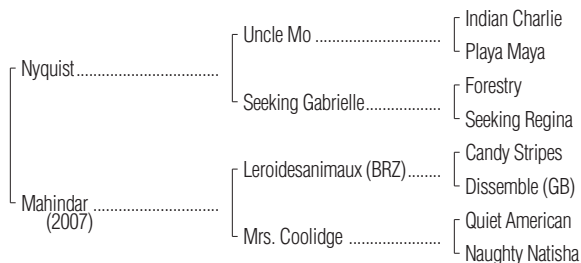 Indian Charlie
Uncle Mo ..................................
Playa Maya
Nyquist......................................
Forestry
Seeking Gabrielle....................
Seeking Regina
Candy Stripes
Leroidesanimaux (BRZ)........
Dissemble (GB)
Mahindar ..................................
(2007)
Quiet American
Mrs. Coolidge .........................
Naughty Natisha